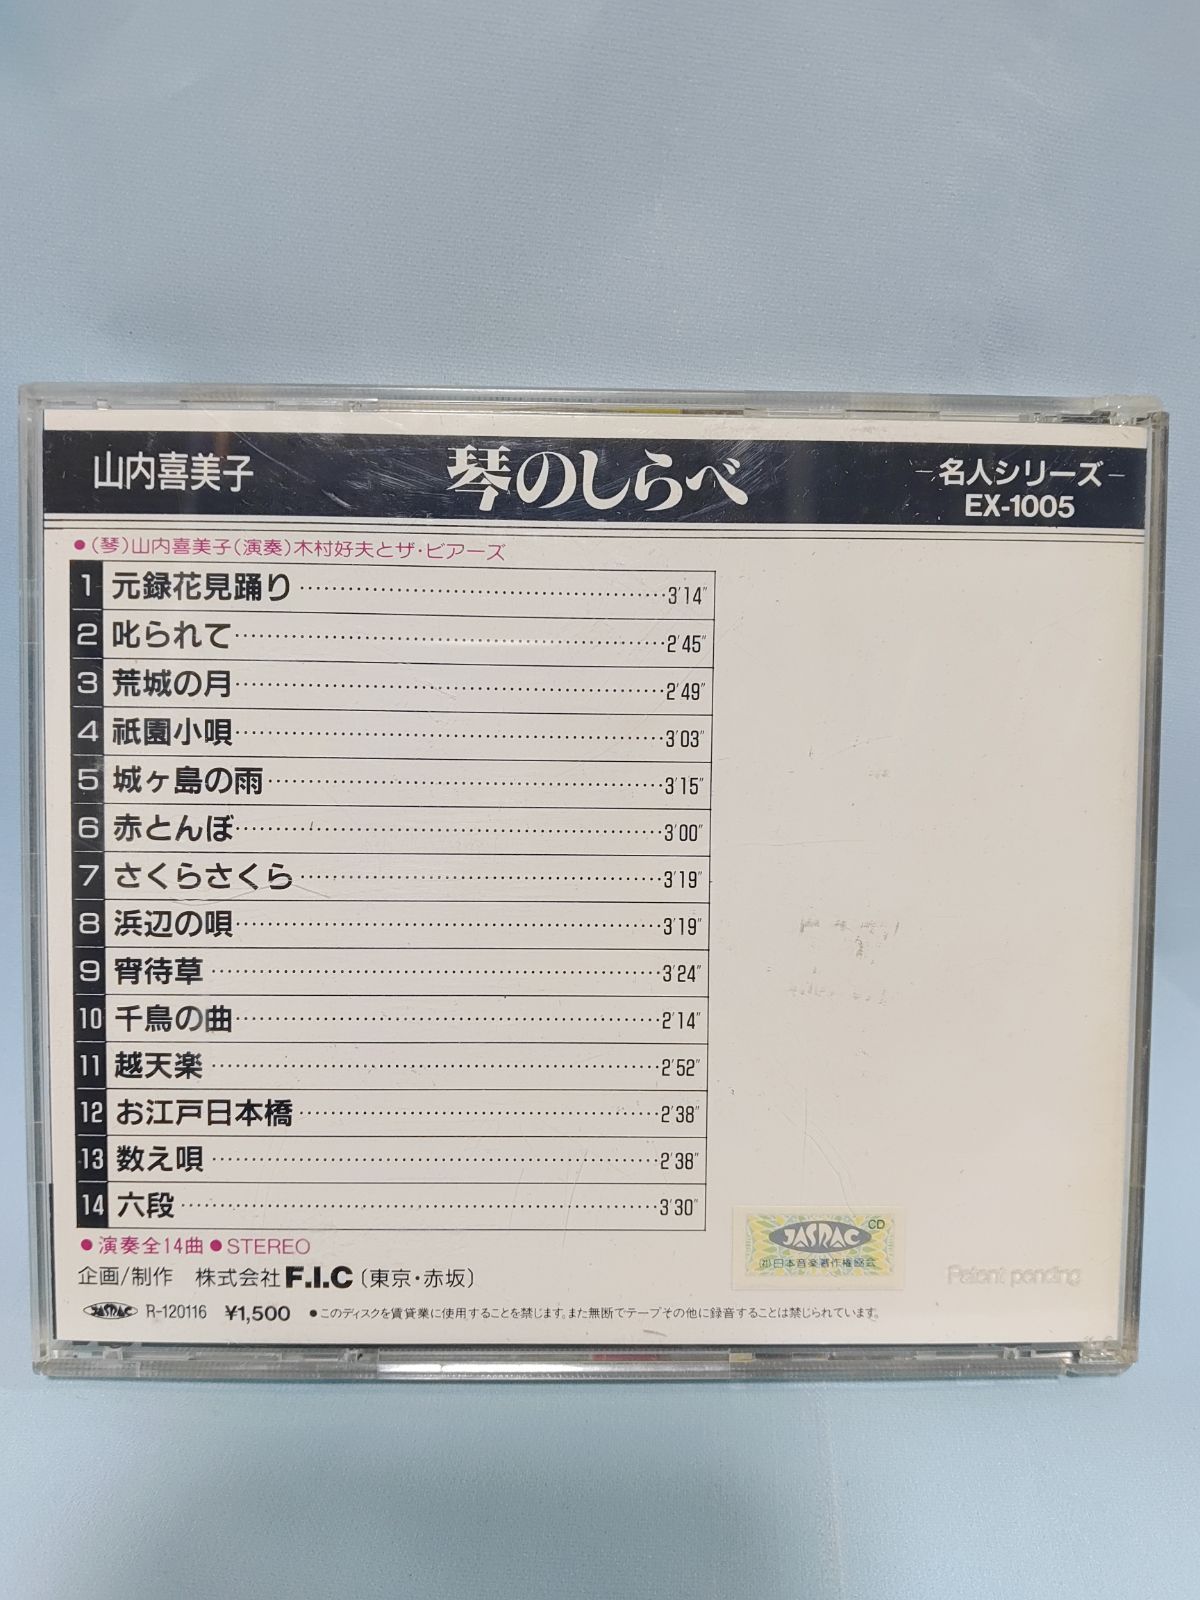 山内喜美子 琴のしらべ －名人シリーズ－
EX-1005
●（琴）山内喜美子（演奏）木村好夫とザ・ビアーズ
1 元録花見踊り 3'14"
2 叱られて 2'45"
3 荒城の月 2'49"
4 祇園小唄 3'03"
5 城ヶ島の雨 3'15"
6 赤とんぼ 3'00"
7 さくらさくら 3'19"
8 浜辺の唄 3'19"
9 宵待草 3'24"
10 千鳥の曲 2'14"
11 越天楽 2'52"
12 お江戸日本橋 2'38"
13 数え唄 2'38"
14 六段 3'30"
●演奏全14曲●STEREO
企画/制作 株式会社F.I.C（東京・赤坂）
JASRAC R-120116 ¥1,500 ●このディスクを賃貸業に使用することを禁じます。また無断でテープその他に録音することは禁じられています。
CD
JASRAC
(社)日本音楽著作権協会
Patent pending